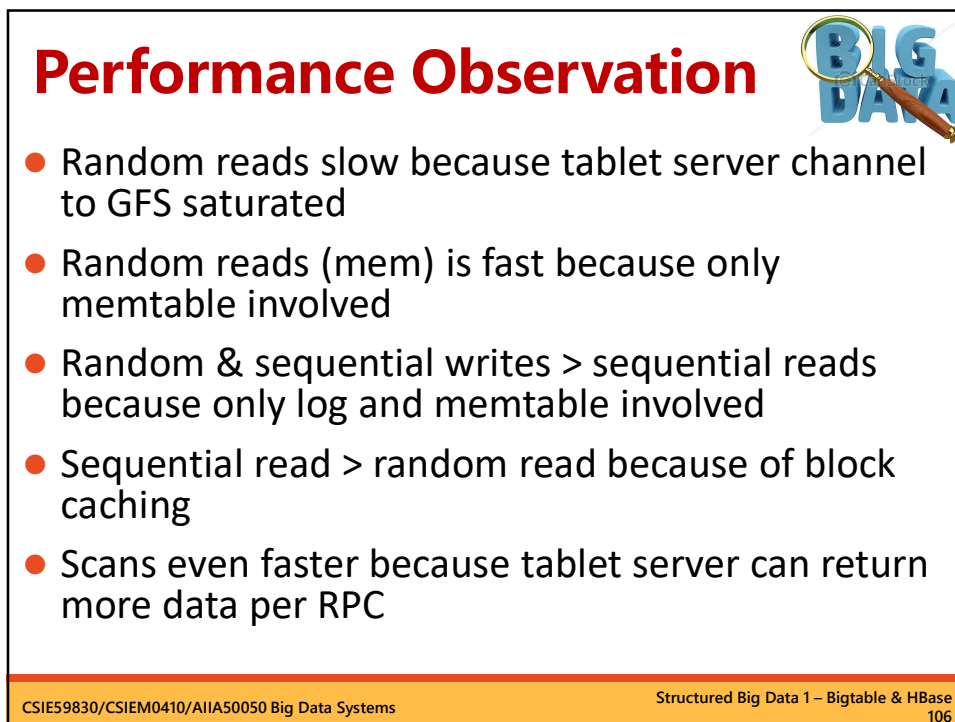 Performance Observation
BIG
DATA
● Random reads slow because tablet server channel
to GFS saturated
● Random reads (mem) is fast because only
memtable involved
● Random & sequential writes > sequential reads
because only log and memtable involved
● Sequential read > random read because of block
caching
● Scans even faster because tablet server can return
more data per RPC
CSIE59830/CSIEM0410/AIIA50050 Big Data Systems
Structured Big Data 1 – Bigtable & HBase
106